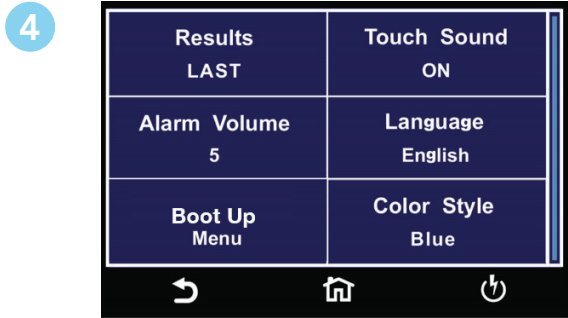 4
Results
LAST
Touch Sound
ON
Alarm Volume
5
Language
English
Boot Up
Menu
Color Style
Blue